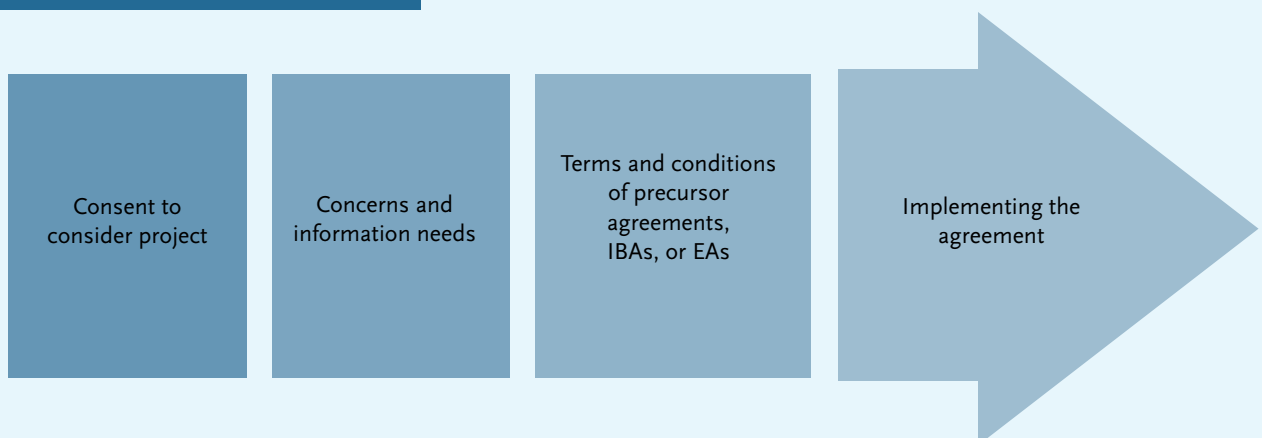 Consent to
consider project
Concerns and
information needs
Terms and conditions
of precursor
agreements,
IBAs, or EAs
Implementing the
agreement